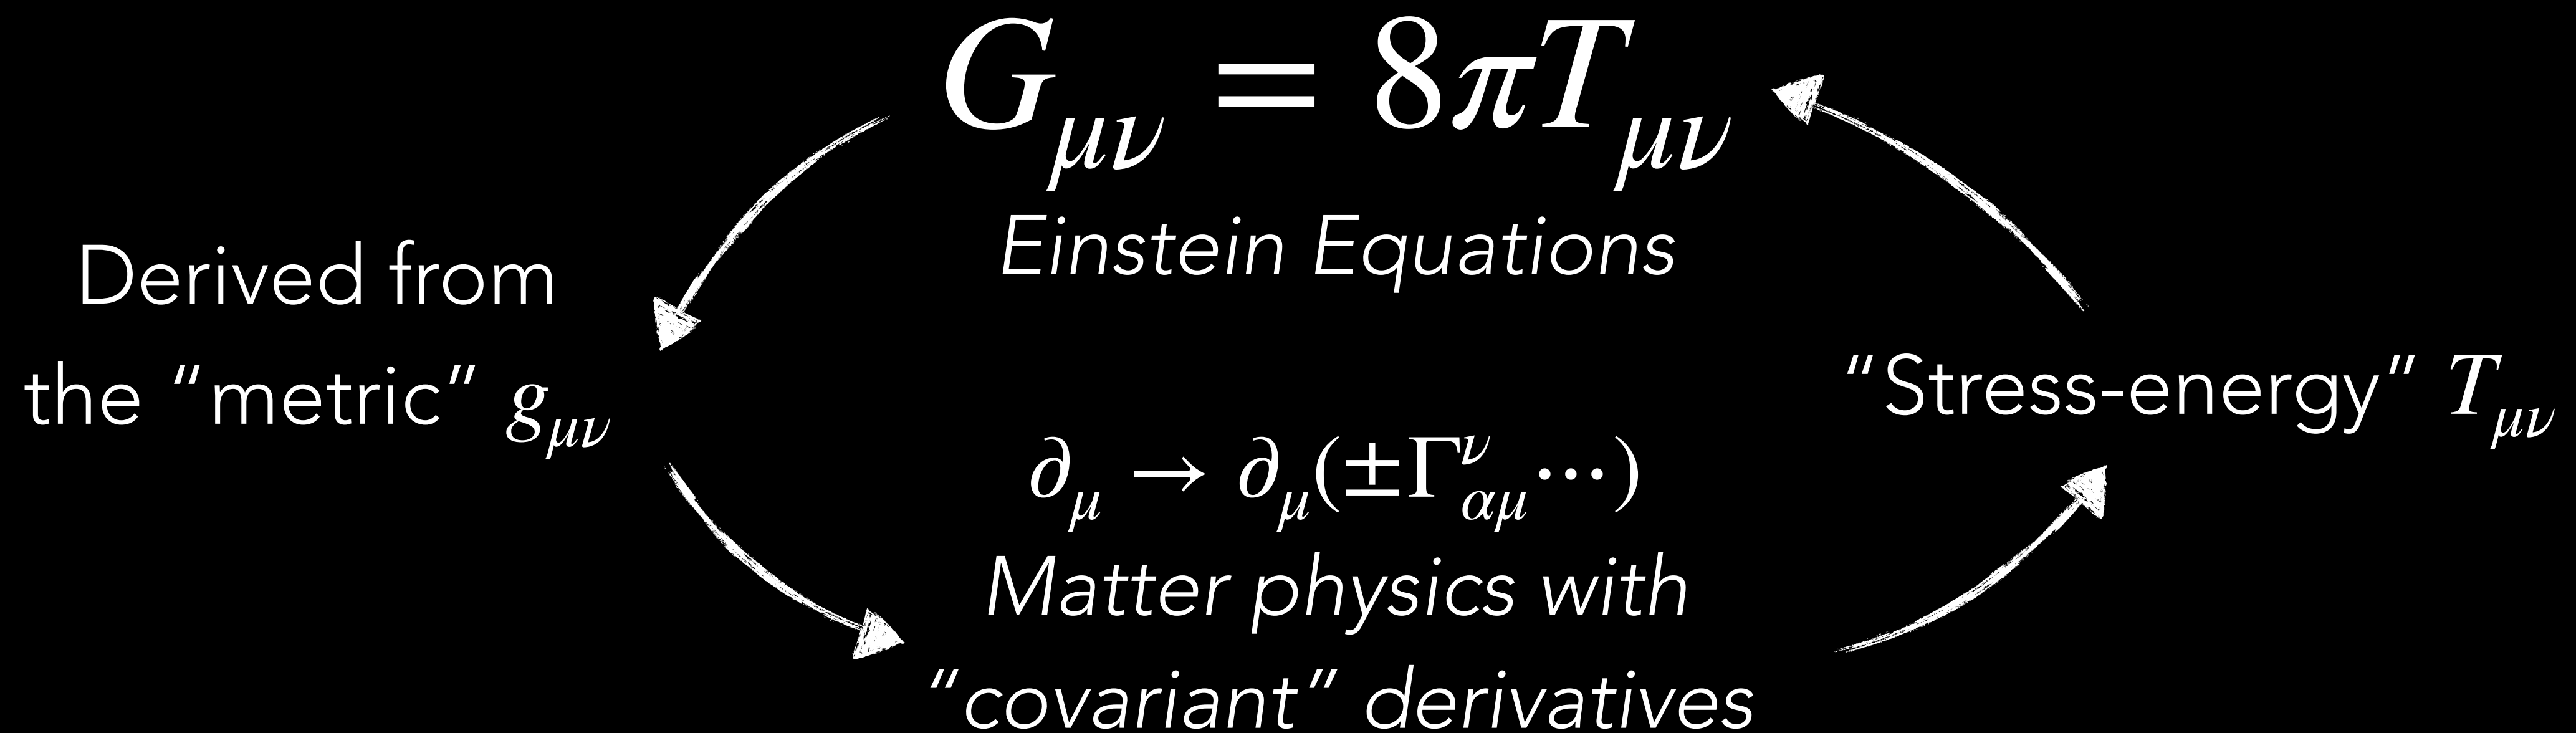 G_{μν} = 8πT_{μν}
Einstein Equations
Derived from
the “metric” g_{μν}
“Stress-energy” T_{μν}
∂_μ → ∂_μ(±Γ^ν_{αμ}⋯)
Matter physics with
“covariant” derivatives